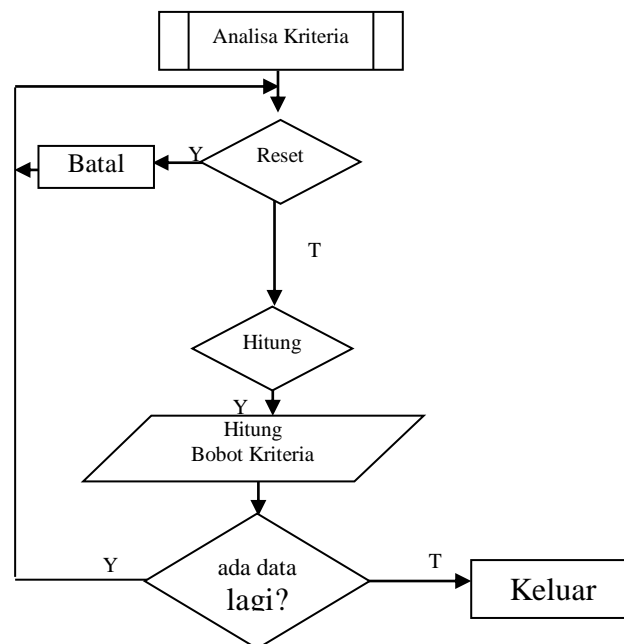 Analisa Kriteria
Reset
Y
Batal
T
Hitung
Y
Hitung
Bobot Kriteria
ada data
lagi?
Y
T
Keluar